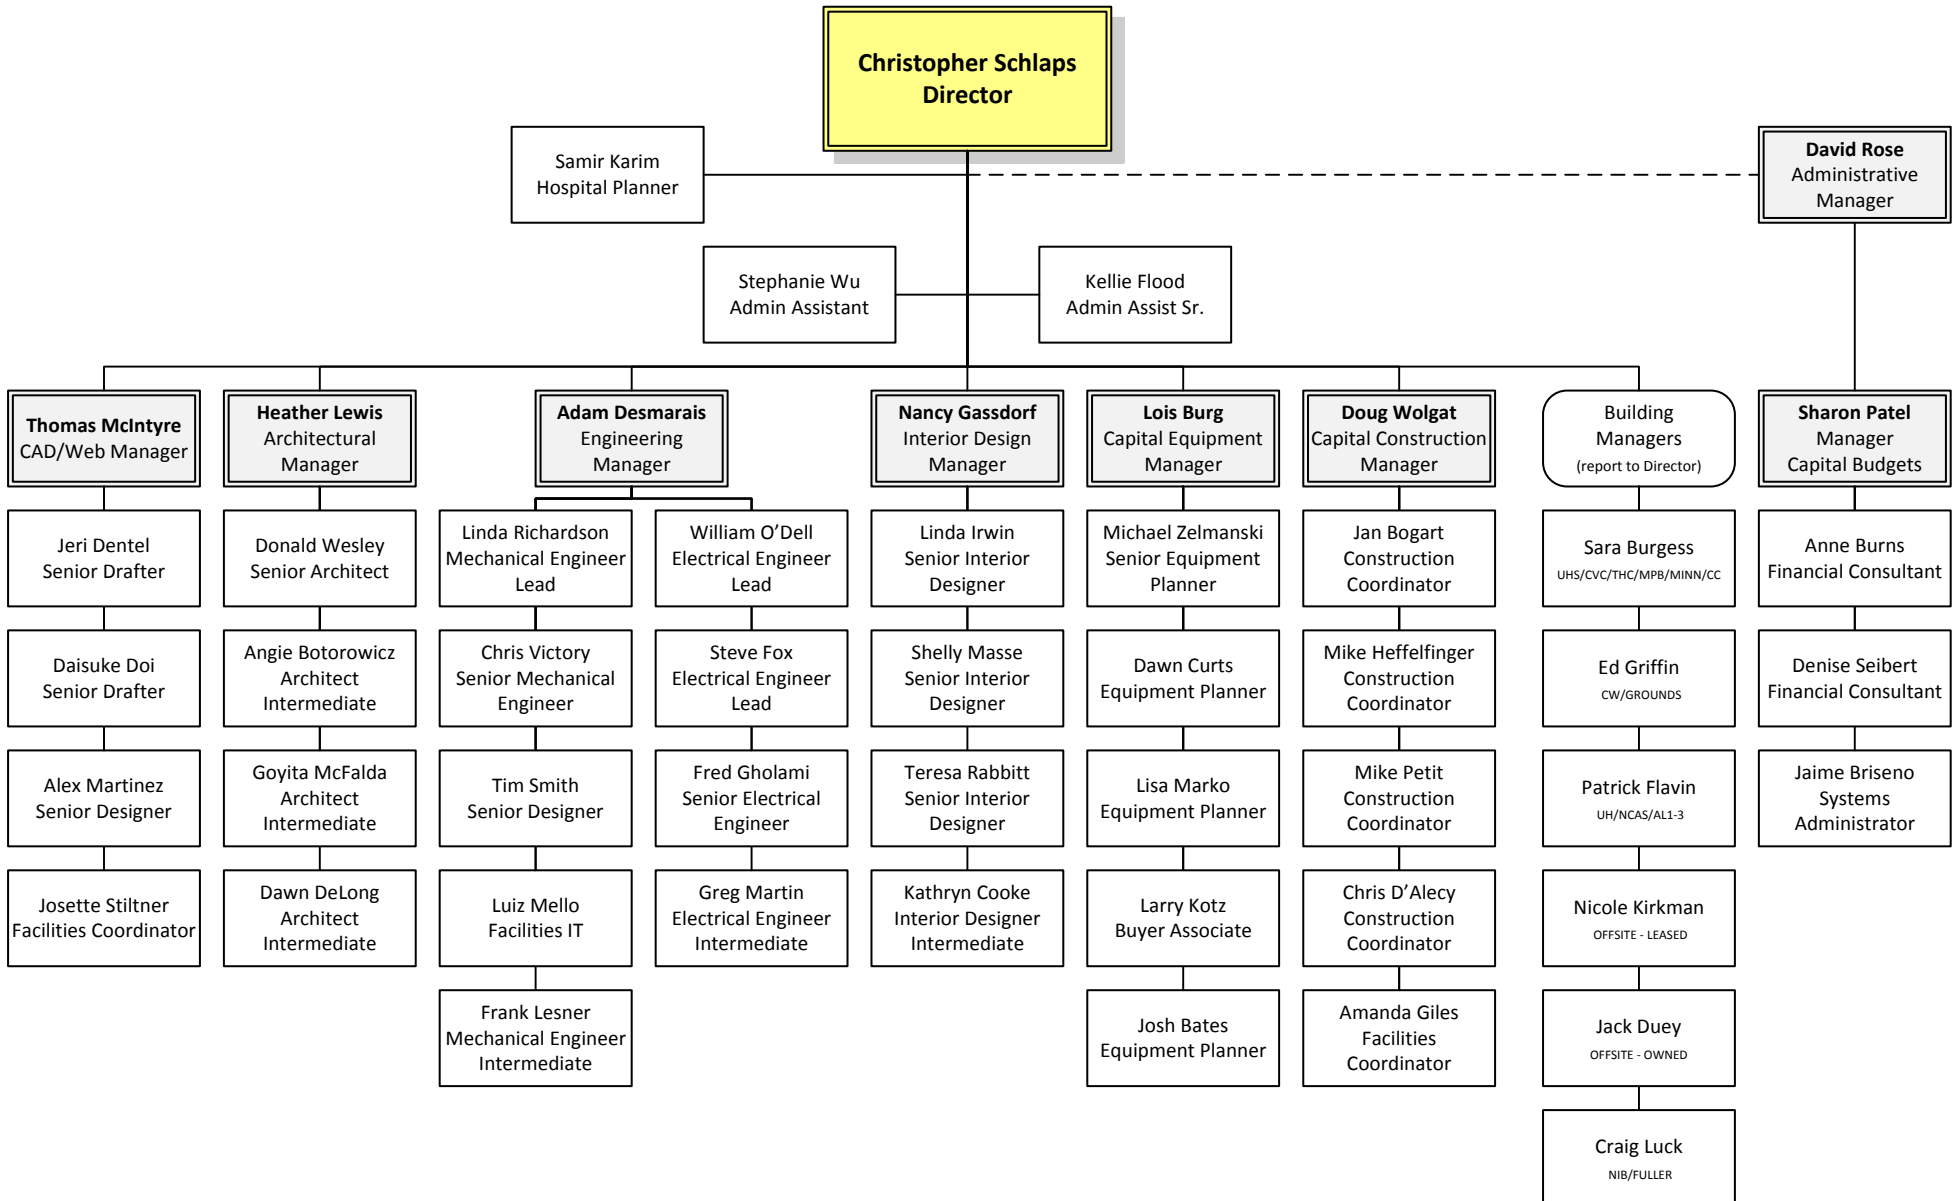 Christopher Schlaps
Director
Samir Karim
Hospital Planner
David Rose
Administrative
Manager
Stephanie Wu
Admin Assistant
Kellie Flood
Admin Assist Sr.
Thomas McIntyre
CAD/Web Manager
Heather Lewis
Architectural
Manager
Adam Desmarais
Engineering
Manager
Nancy Gassdorf
Interior Design
Manager
Lois Burg
Capital Equipment
Manager
Doug Wolgat
Capital Construction
Manager
Building
Managers
(report to Director)
Sharon Patel
Manager
Capital Budgets
Jeri Dentel
Senior Drafter
Donald Wesley
Senior Architect
Linda Richardson
Mechanical Engineer
Lead
William O’Dell
Electrical Engineer
Lead
Linda Irwin
Senior Interior
Designer
Michael Zelmanski
Senior Equipment
Planner
Jan Bogart
Construction
Coordinator
Sara Burgess
UHS/CVC/THC/MPB/MINN/CC
Anne Burns
Financial Consultant
Daisuke Doi
Senior Drafter
Angie Botorowicz
Architect
Intermediate
Chris Victory
Senior Mechanical
Engineer
Steve Fox
Electrical Engineer
Lead
Shelly Masse
Senior Interior
Designer
Dawn Curts
Equipment Planner
Mike Heffelfinger
Construction
Coordinator
Ed Griffin
CW/GROUNDS
Denise Seibert
Financial Consultant
Alex Martinez
Senior Designer
Goyita McFalda
Architect
Intermediate
Tim Smith
Senior Designer
Fred Gholami
Senior Electrical
Engineer
Teresa Rabbitt
Senior Interior
Designer
Lisa Marko
Equipment Planner
Mike Petit
Construction
Coordinator
Patrick Flavin
UH/NCAS/AL1-3
Jaime Briseno
Systems
Administrator
Josette Stiltner
Facilities Coordinator
Dawn DeLong
Architect
Intermediate
Luiz Mello
Facilities IT
Greg Martin
Electrical Engineer
Intermediate
Kathryn Cooke
Interior Designer
Intermediate
Larry Kotz
Buyer Associate
Chris D’Alecy
Construction
Coordinator
Nicole Kirkman
OFFSITE - LEASED
Frank Lesner
Mechanical Engineer
Intermediate
Josh Bates
Equipment Planner
Amanda Giles
Facilities
Coordinator
Jack Duey
OFFSITE - OWNED
Craig Luck
NIB/FULLER